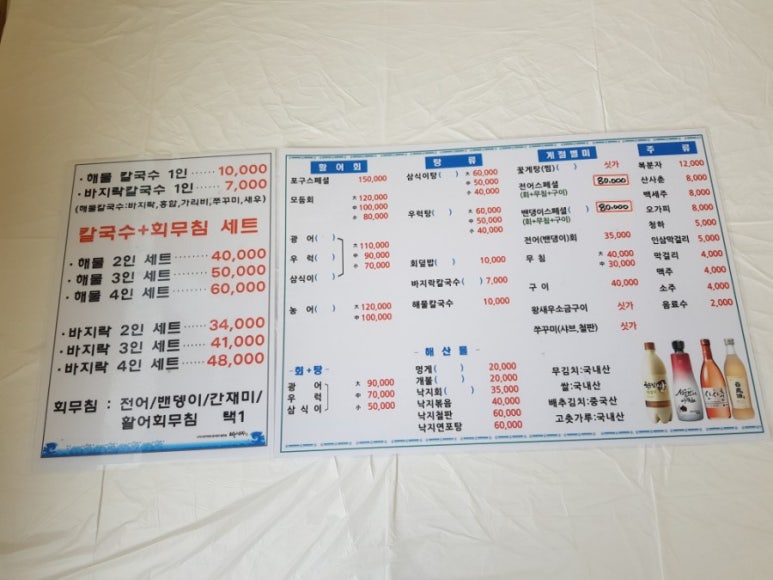 · 해물 칼국수 1인 ······ 10,000
· 바지락칼국수 1인 ······ 7,000
(해물칼국수:바지락,홍합,가리비,쭈꾸미,새우)
칼국수+회무침 세트
· 해물 2인 세트 ········ 40,000
· 해물 3인 세트 ········ 50,000
· 해물 4인 세트 ········ 60,000
· 바지락 2인 세트 ······ 34,000
· 바지락 3인 세트 ······ 41,000
· 바지락 4인 세트 ······ 48,000
회무침 : 전어/밴뎅이/간재미/
활어회무침 택1
활어회
포구스페셜 150,000
모듬회 大 120,000
中 100,000
小 80,000
광 어( )
우 럭( )
삼식이( )
大 110,000
中 90,000
小 70,000
농 어( ) 大 120,000
中 100,000
- 회+탕 -
광 어 大 90,000
우 럭 中 70,000
삼 식 이 小 50,000
탕 류
삼식이탕( ) 大 60,000
中 50,000
小 40,000
우럭탕( ) 大 60,000
中 50,000
小 40,000
회덮밥( ) 10,000
바지락칼국수( ) 7,000
해물칼국수 10,000
- 해 산 물 -
멍게( ) 20,000
개불( ) 20,000
낙지회( ) 35,000
낙지볶음 40,000
낙지철판 60,000
낙지연포탕 60,000
계절별미
꽃게탕(찜)( ) 싯가
전어스페셜 80.000
(회+무침+구이)
밴댕이스페셜( ) 80.000
(회+무침+구이)
전어(밴댕이)회 35,000
무 침 大 40,000
中 30,000
구 이 40,000
왕새우소금구이 싯가
쭈꾸미(샤브,철판) 싯가
무김치:국내산
쌀:국내산
배추김치:중국산
고춧가루:국내산
주 류
복분자 12,000
산사춘 8,000
백세주 8,000
오가피 8,000
청하 5,000
인삼막걸리 5,000
막걸리 4,000
맥주 4,000
소주 4,000
음료수 2,000